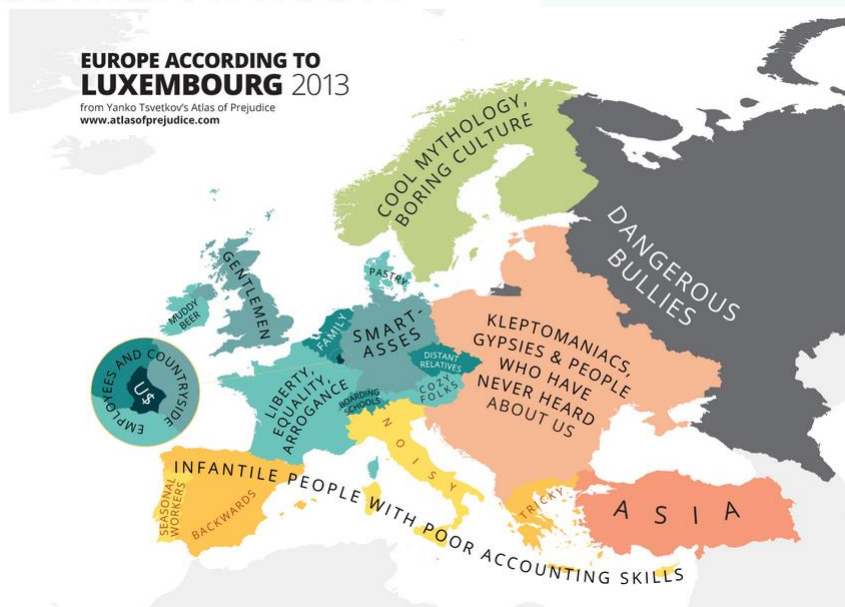 EUROPE ACCORDING TO
LUXEMBOURG 2013
from Yanko Tsvetkov's Atlas of Prejudice
www.atlasofprejudice.com
COOL MYTHOLOGY,
BORING CULTURE
DANGEROUS
BULLIES
GENTLEMEN
MUDDY
BEER
PASTRY
FAMILY
SMART-
ASSES
DISTANT
RELATIVES
COZY
FOLKS
BOARDING
SCHOOLS
LIBERTY,
EQUALITY,
ARROGANCE
EMPLOYEES AND COUNTRYSIDE
U$
KLEPTOMANIACS,
GYPSIES & PEOPLE
WHO HAVE
NEVER HEARD
ABOUT US
NOISY
INFANTILE PEOPLE WITH POOR ACCOUNTING SKILLS
SEASONAL
WORKERS
BACKWARDS
TRICKY
ASIA